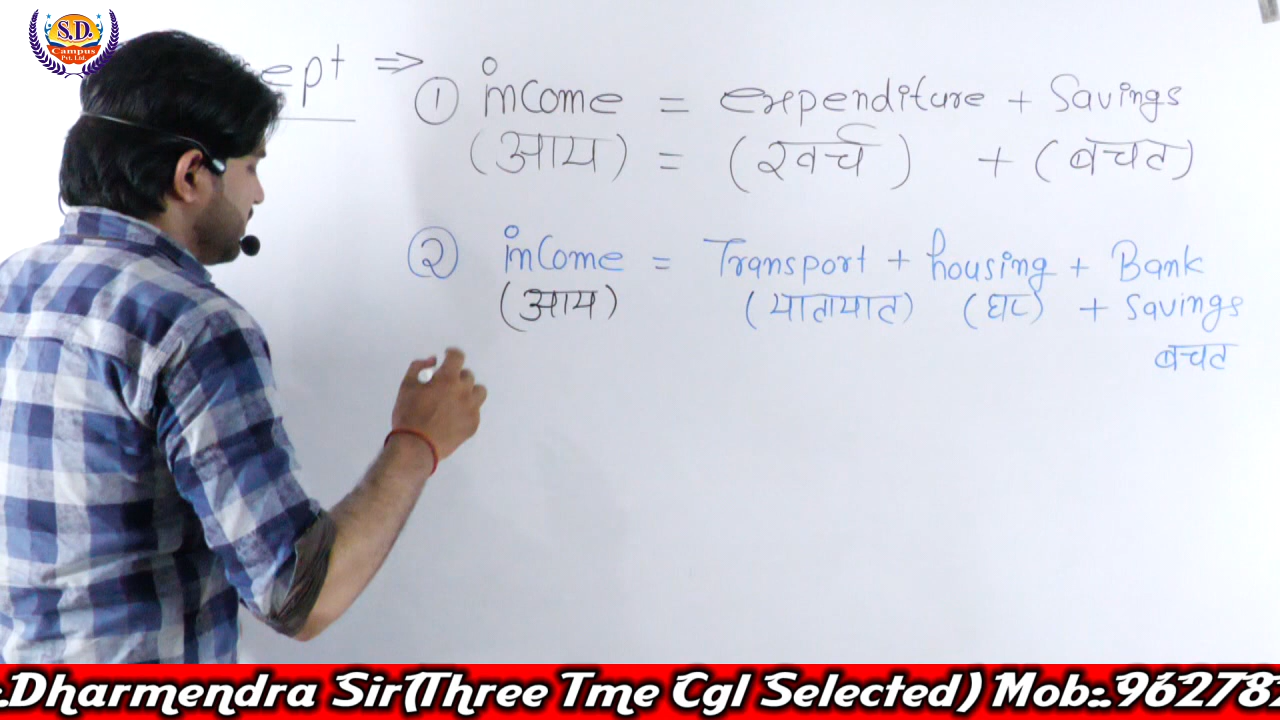 S.D.
Campus
Pvt. Ltd.
ept ⇒
① income = expenditure + Savings
(आय) = (खर्च) + (बचत)
② income = Transport + housing + Bank
(आय) (यातायात) (घर) + Savings
बचत
.Dharmendra Sir(Three Tme Cgl Selected) Mob:.96278